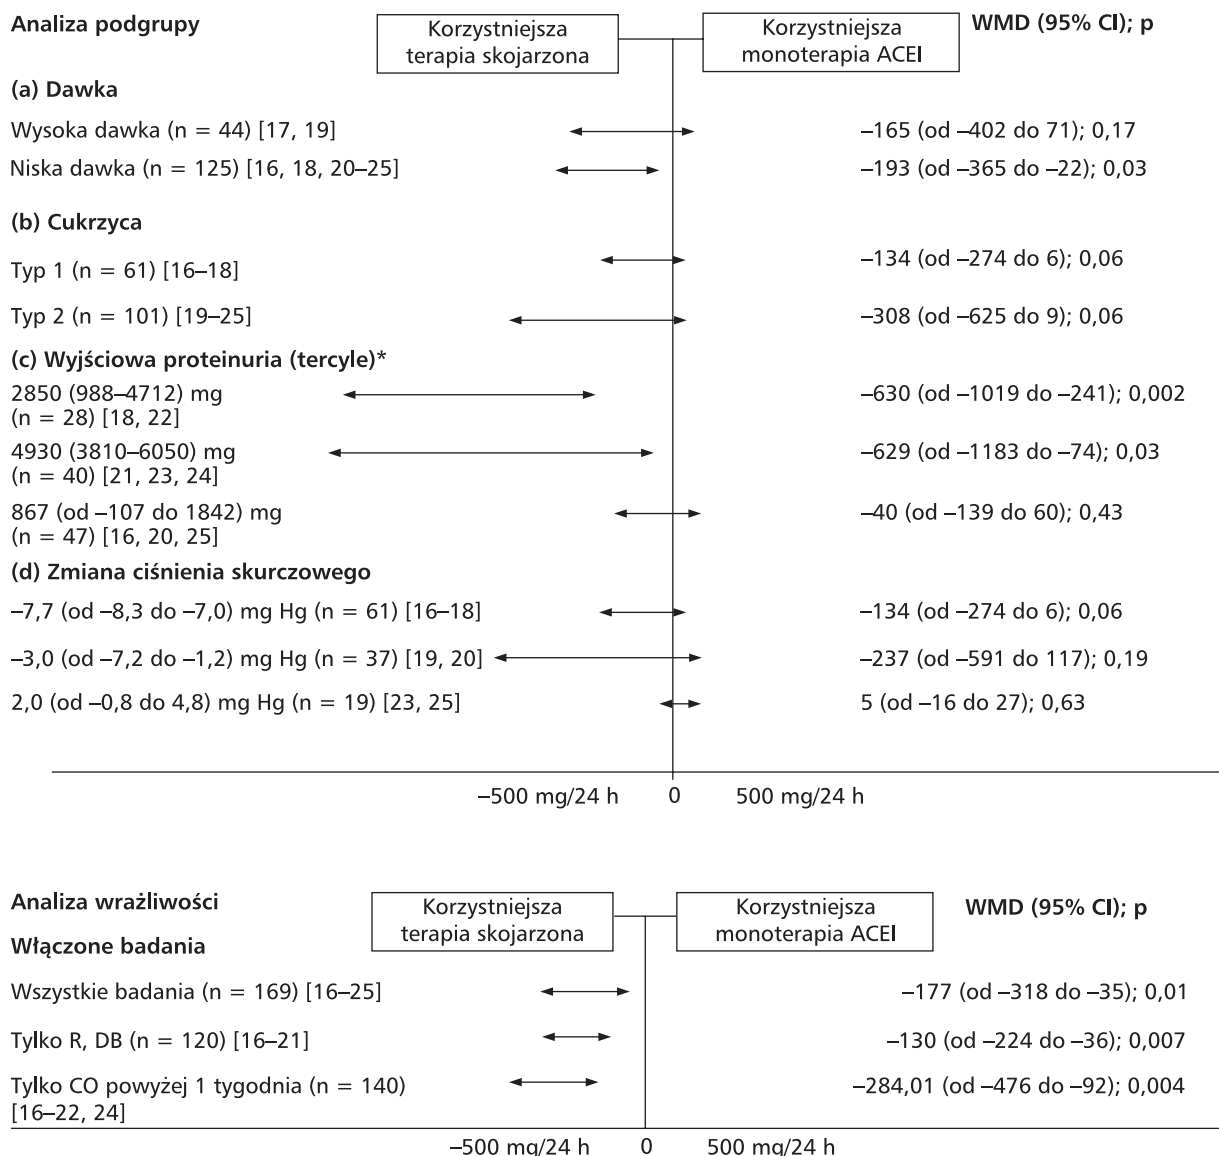 Analiza podgrupy
Korzystniejsza
terapia skojarzona
Korzystniejsza
monoterapia ACEI
WMD (95% CI); p
(a) Dawka
Wysoka dawka (n = 44) [17, 19] –165 (od –402 do 71); 0,17
Niska dawka (n = 125) [16, 18, 20–25] –193 (od –365 do –22); 0,03
(b) Cukrzyca
Typ 1 (n = 61) [16–18] –134 (od –274 do 6); 0,06
Typ 2 (n = 101) [19–25] –308 (od –625 do 9); 0,06
(c) Wyjściowa proteinuria (tercyle)*
2850 (988–4712) mg –630 (od –1019 do –241); 0,002
(n = 28) [18, 22]
4930 (3810–6050) mg –629 (od –1183 do –74); 0,03
(n = 40) [21, 23, 24]
867 (od –107 do 1842) mg –40 (od –139 do 60); 0,43
(n = 47) [16, 20, 25]
(d) Zmiana ciśnienia skurczowego
–7,7 (od –8,3 do –7,0) mg Hg (n = 61) [16–18] –134 (od –274 do 6); 0,06
–3,0 (od –7,2 do –1,2) mg Hg (n = 37) [19, 20] –237 (od –591 do 117); 0,19
2,0 (od –0,8 do 4,8) mg Hg (n = 19) [23, 25] 5 (od –16 do 27); 0,63
–500 mg/24 h 0 500 mg/24 h
Analiza wrażliwości
Korzystniejsza
terapia skojarzona
Korzystniejsza
monoterapia ACEI
WMD (95% CI); p
Włączone badania
Wszystkie badania (n = 169) [16–25] –177 (od –318 do –35); 0,01
Tylko R, DB (n = 120) [16–21] –130 (od –224 do –36); 0,007
Tylko CO powyżej 1 tygodnia (n = 140) –284,01 (od –476 do –92); 0,004
[16–22, 24]
–500 mg/24 h 0 500 mg/24 h